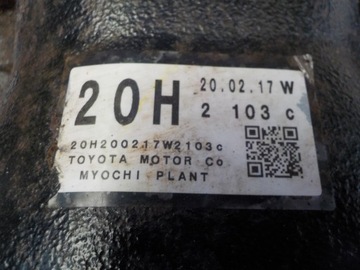 20H 20.02.17 W
2 103 c
20H200217W2103c
TOYOTA MOTOR Co
MYOCHI PLANT